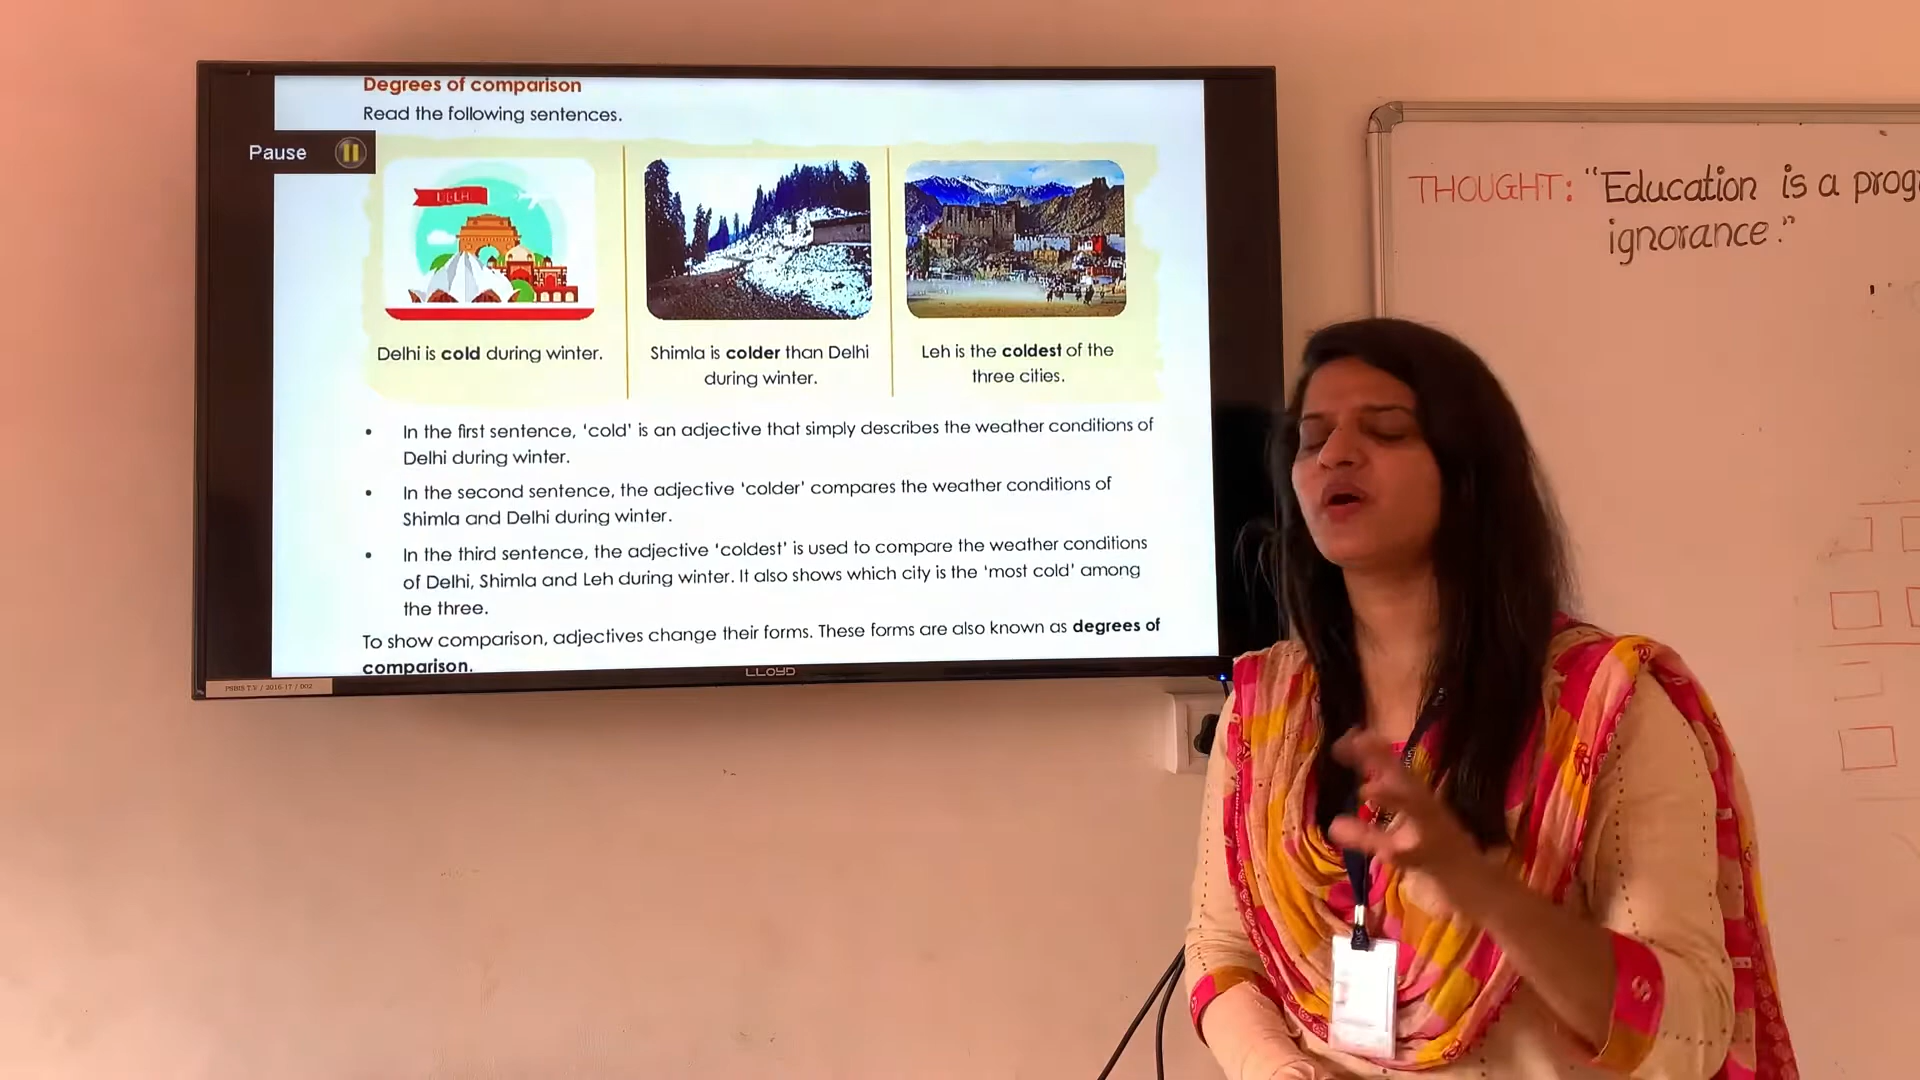 Degrees of comparison
Read the following sentences.
Pause
DELHI
Delhi is cold during winter.
Shimla is colder than Delhi
during winter.
Leh is the coldest of the
three cities.
• In the first sentence, ‘cold’ is an adjective that simply describes the weather conditions of
Delhi during winter.
• In the second sentence, the adjective ‘colder’ compares the weather conditions of
Shimla and Delhi during winter.
• In the third sentence, the adjective ‘coldest’ is used to compare the weather conditions
of Delhi, Shimla and Leh during winter. It also shows which city is the ‘most cold’ among
the three.
To show comparison, adjectives change their forms. These forms are also known as degrees of
comparison.
LLOYD
PSBIS T.V / 2016-17 / 002
THOUGHT: “Education is a prog
ignorance.”